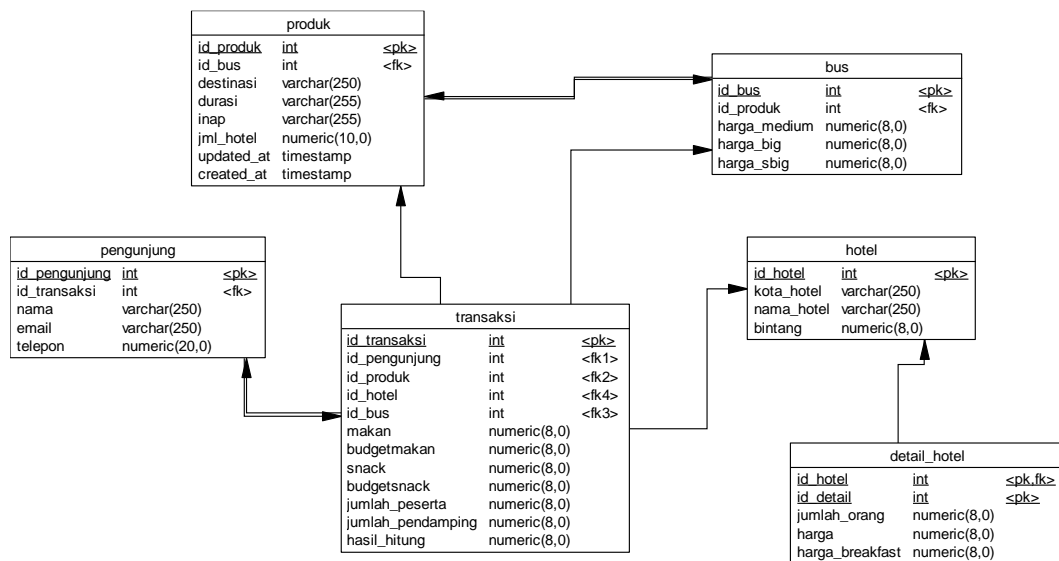 produk
id_produk int <pk>
id_bus int <fk>
destinasi varchar(250)
durasi varchar(255)
inap varchar(255)
jml_hotel numeric(10,0)
updated_at timestamp
created_at timestamp
bus
id_bus int <pk>
id_produk int <fk>
harga_medium numeric(8,0)
harga_big numeric(8,0)
harga_sbig numeric(8,0)
pengunjung
id_pengunjung int <pk>
id_transaksi int <fk>
nama varchar(250)
email varchar(250)
telepon numeric(20,0)
hotel
id_hotel int <pk>
kota_hotel varchar(250)
nama_hotel varchar(250)
bintang numeric(8,0)
transaksi
id_transaksi int <pk>
id_pengunjung int <fk1>
id_produk int <fk2>
id_hotel int <fk4>
id_bus int <fk3>
makan numeric(8,0)
budgetmakan numeric(8,0)
snack numeric(8,0)
budgetsnack numeric(8,0)
jumlah_peserta numeric(8,0)
jumlah_pendamping numeric(8,0)
hasil_hitung numeric(8,0)
detail_hotel
id_hotel int <pk,fk>
id_detail int <pk>
jumlah_orang numeric(8,0)
harga numeric(8,0)
harga_breakfast numeric(8,0)